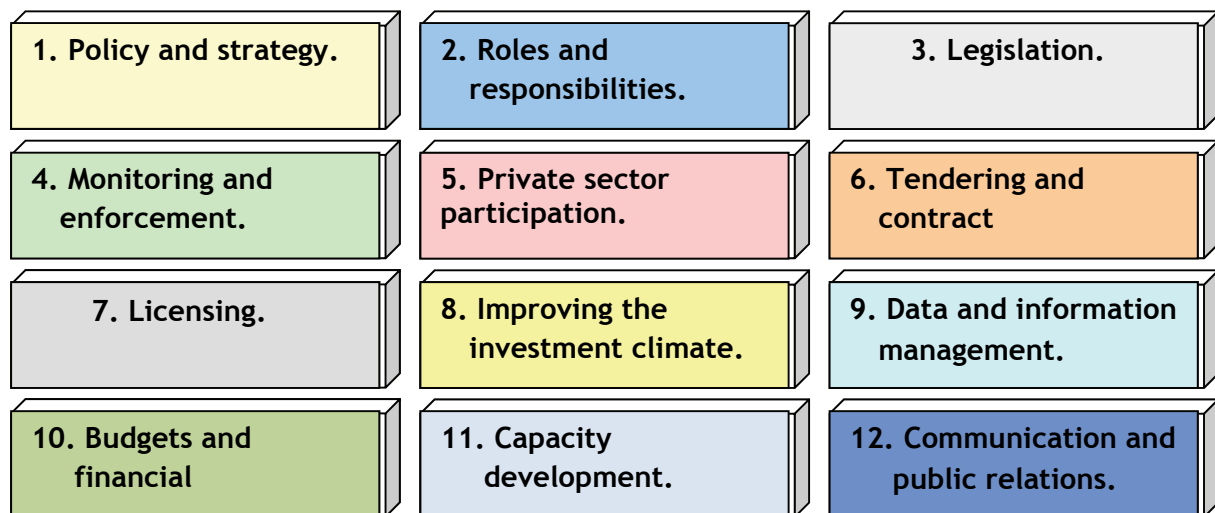 1. Policy and strategy.
2. Roles and
responsibilities.
3. Legislation.
4. Monitoring and
enforcement.
5. Private sector
participation.
6. Tendering and
contract
7. Licensing.
8. Improving the
investment climate.
9. Data and information
management.
10. Budgets and
financial
11. Capacity
development.
12. Communication and
public relations.